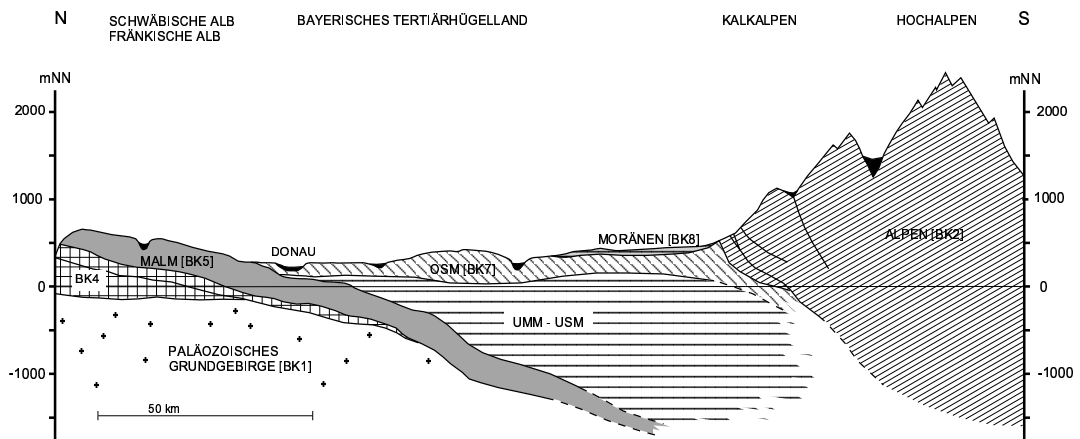 N
SCHWÄBISCHE ALB
FRÄNKISCHE ALB
BAYERISCHES TERTIÄRHÜGELLAND
KALKALPEN
HOCHALPEN
S
mNN
mNN
2000
2000
1000
1000
MORÄNEN [BK8]
ALPEN [BK2]
DONAU
MALM [BK5]
OSM [BK7]
BK4
0
0
UMM - USM
PALÄOZOISCHES
GRUNDGEBIRGE [BK1]
-1000
-1000
50 km